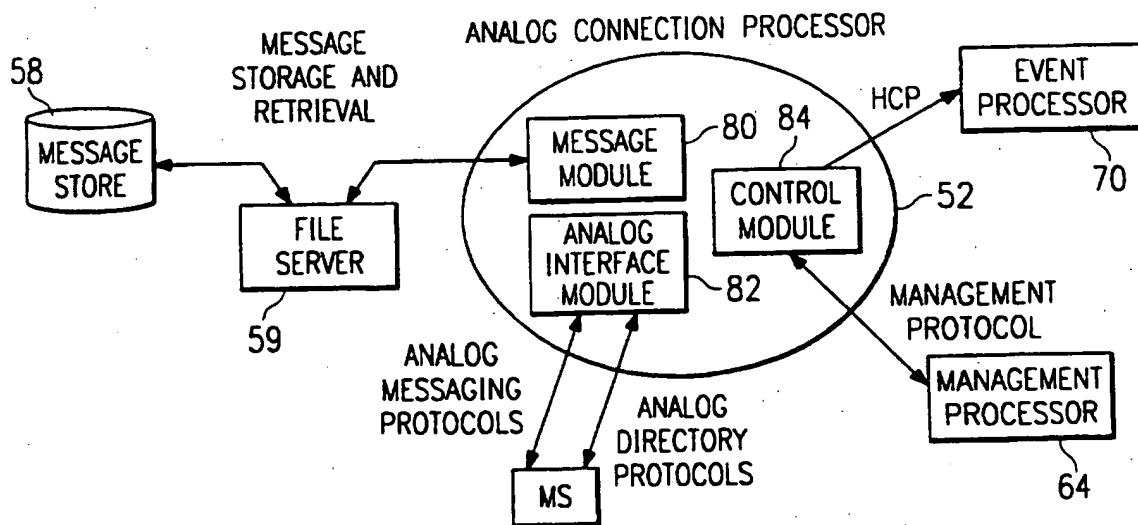 MESSAGE
STORAGE AND
RETRIEVAL
ANALOG CONNECTION PROCESSOR
58
MESSAGE
STORE
FILE
SERVER
59
MESSAGE
MODULE
80
ANALOG
INTERFACE
MODULE
82
84
CONTROL
MODULE
HCP
EVENT
PROCESSOR
70
52
MANAGEMENT
PROTOCOL
MANAGEMENT
PROCESSOR
64
ANALOG
MESSAGING
PROTOCOLS
ANALOG
DIRECTORY
PROTOCOLS
MS